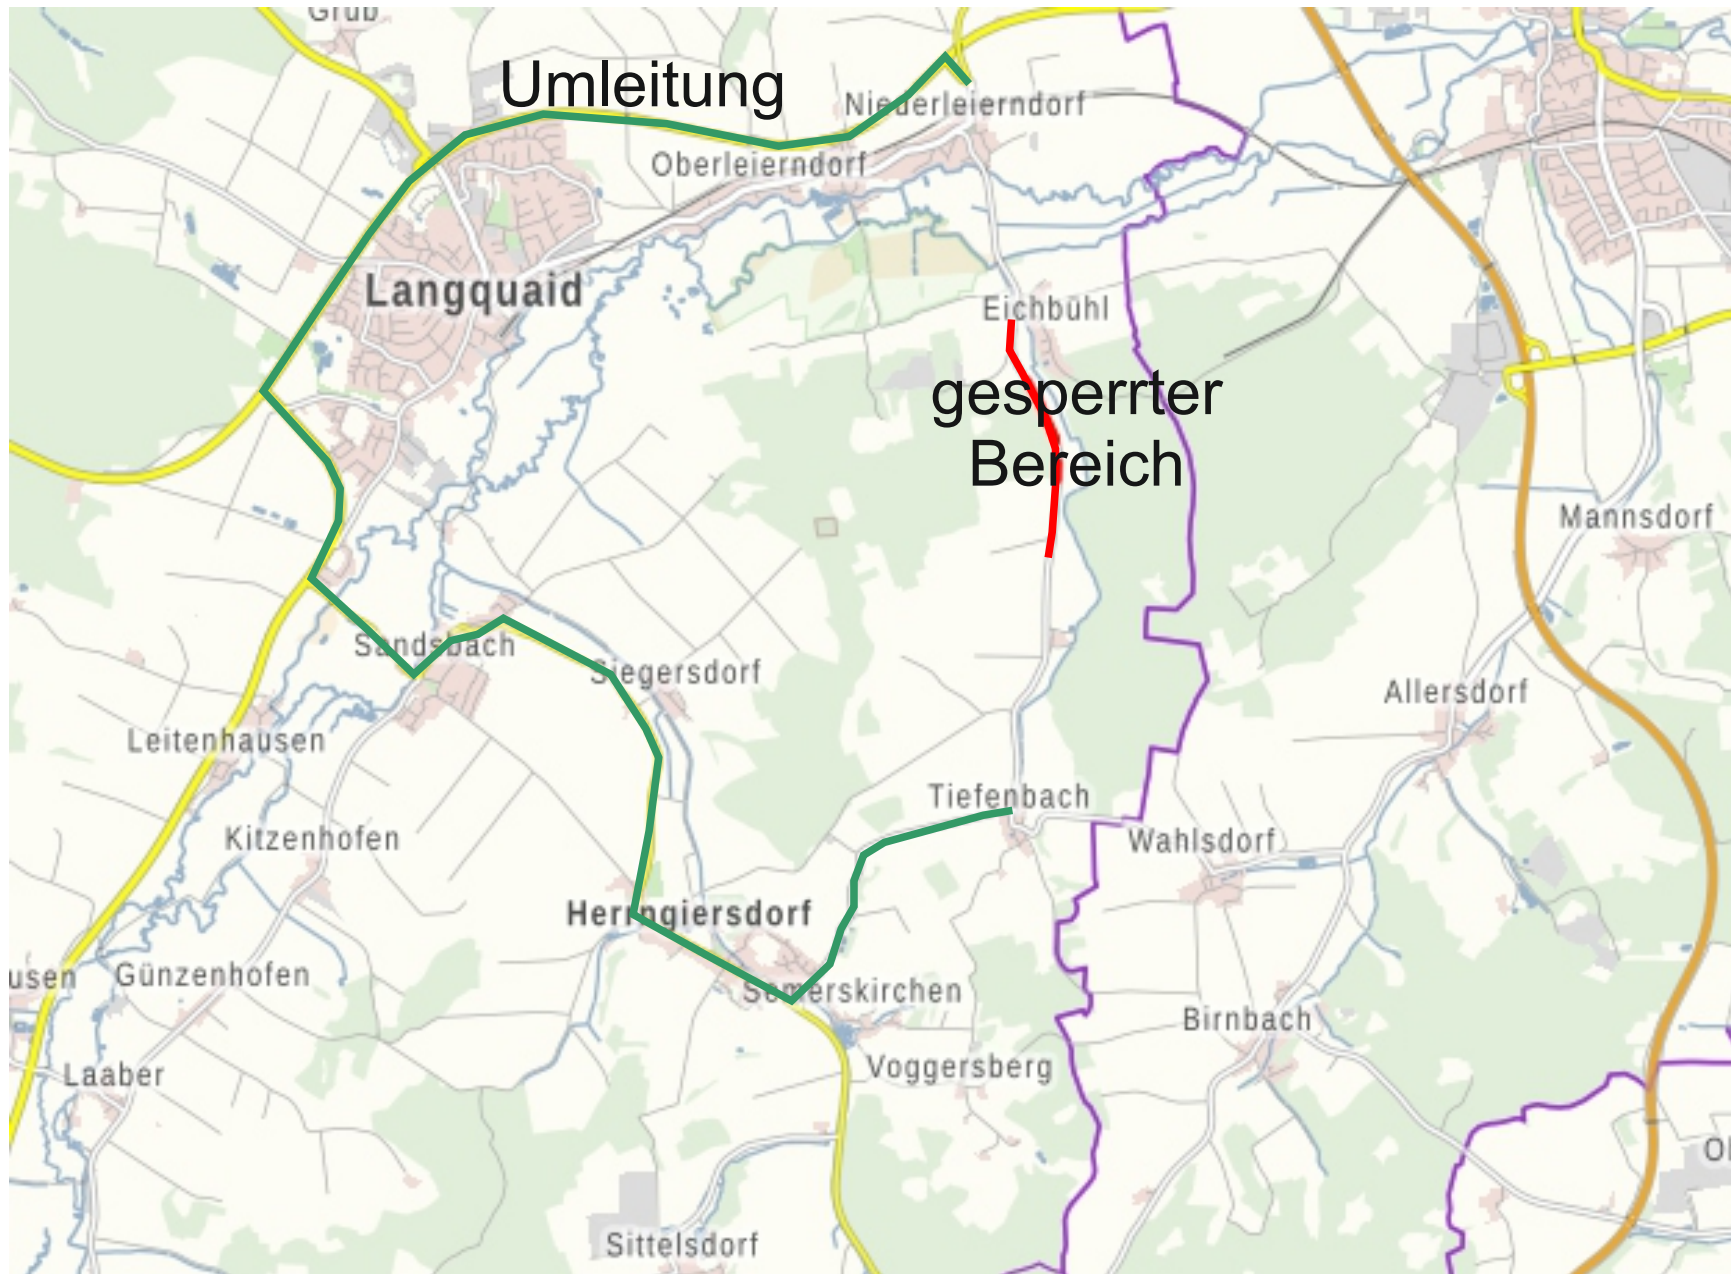 Grub
Umleitung
Niederleierndorf
Oberleierndorf
Langquaid
Eichbühl
gesperrter
Bereich
Mannsdorf
Sandsbach
Siegersdorf
Allersdorf
Leitenhausen
Tiefenbach
Kitzenhofen
Wahlsdorf
Herrngiersdorf
usen
Günzenhofen
Semerskirchen
Birnbach
Voggersberg
Laaber
Sittelsdorf